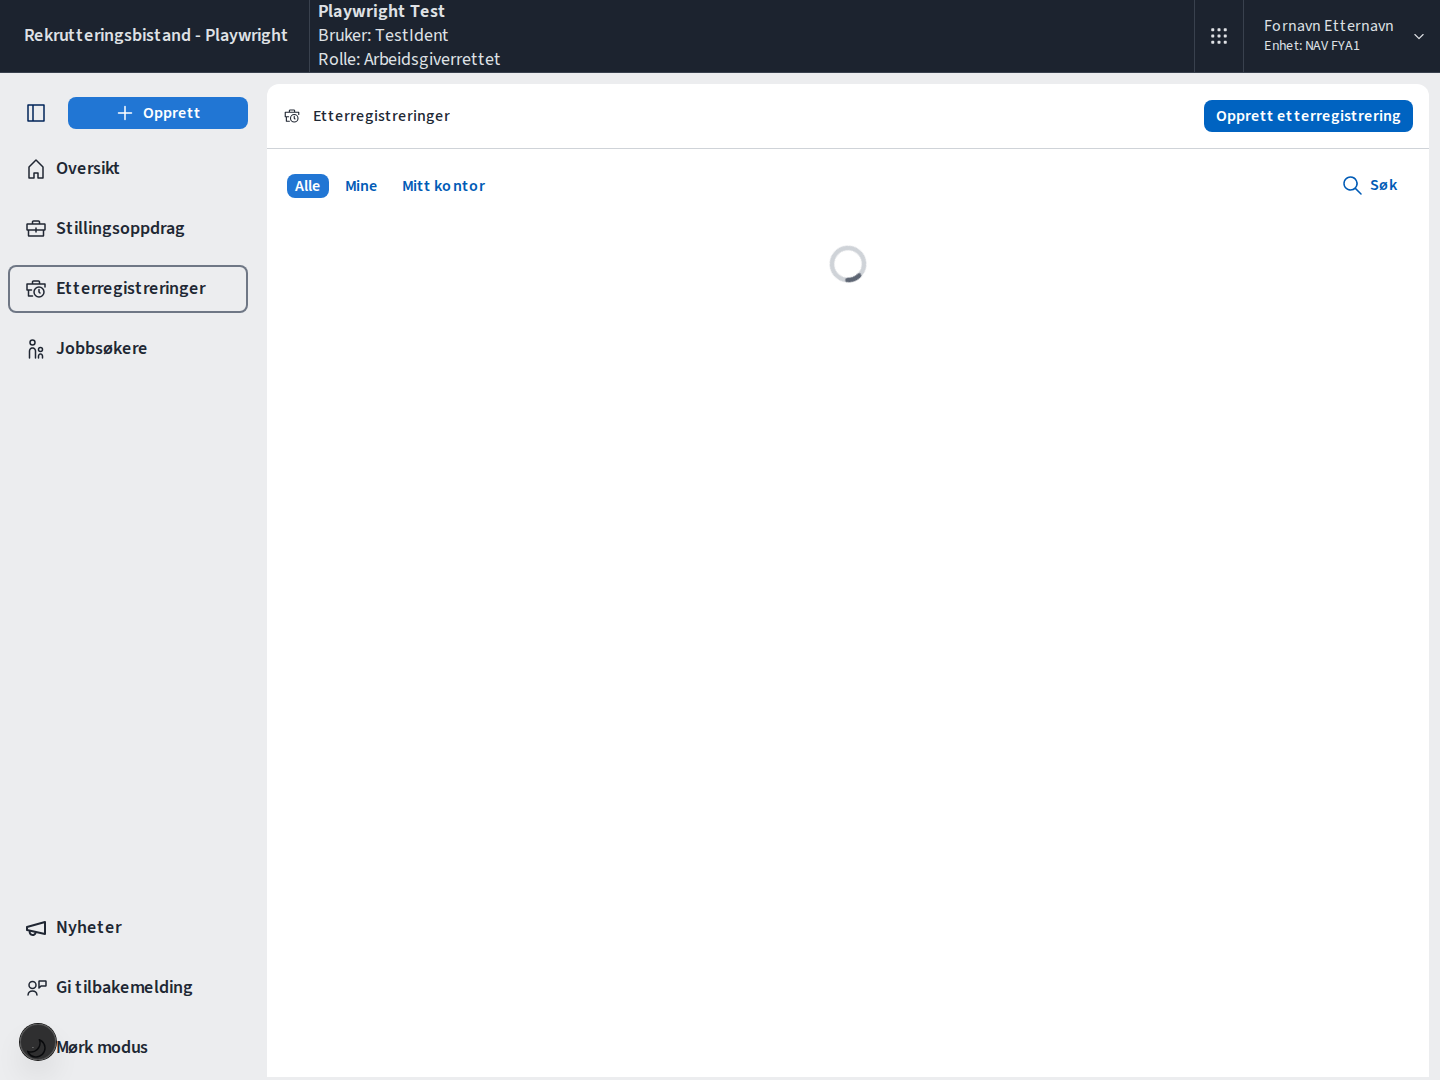 Rekrutteringsbistand - Playwright
Playwright Test
Bruker: TestIdent
Rolle: Arbeidsgiverrettet
Fornavn Etternavn
Enhet: NAV FYA1
Opprett
Oversikt
Stillingsoppdrag
Etterregistreringer
Jobbsøkere
Nyheter
Gi tilbakemelding
Mørk modus
Etterregistreringer
Opprett etterregistrering
Alle
Mine
Mitt kontor
Søk